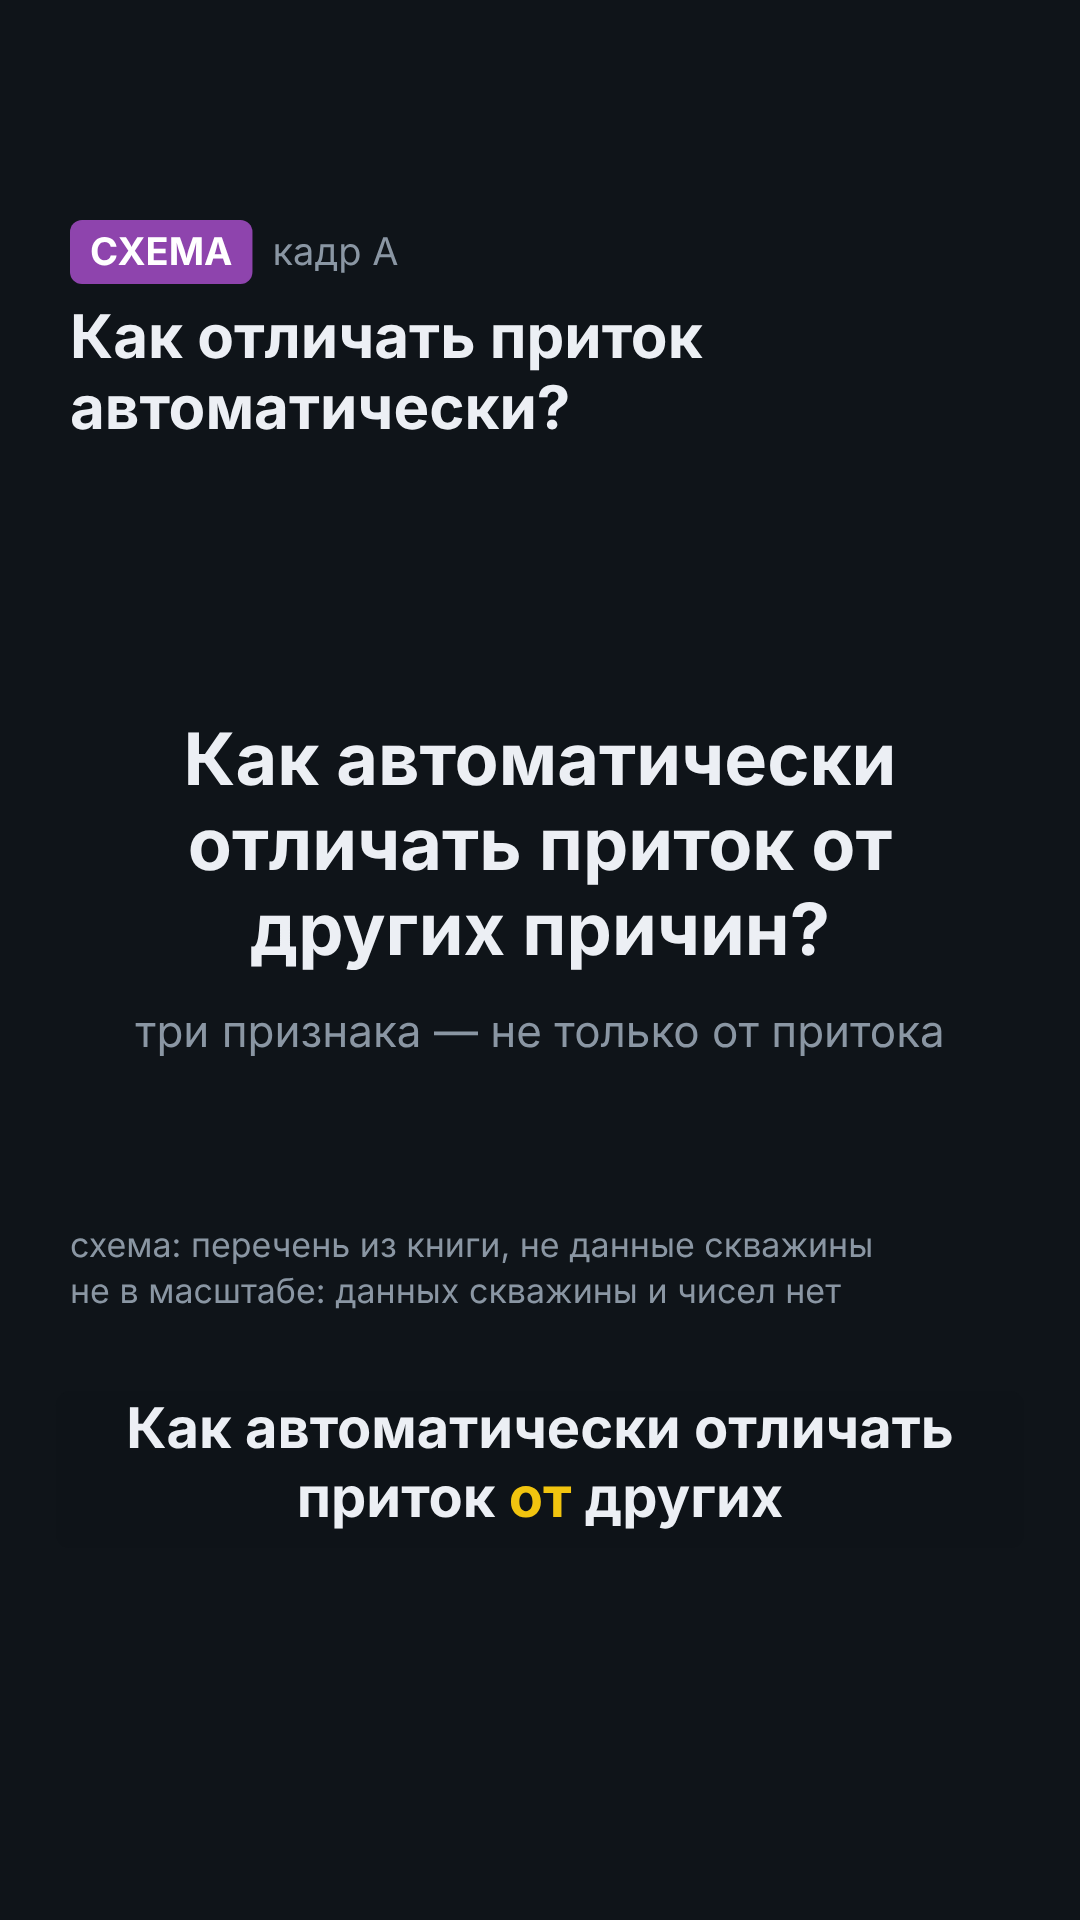 СХЕМА кадр А
Как отличать приток
автоматически?
Как автоматически
отличать приток от
других причин?
три признака — не только от притока
схема: перечень из книги, не данные скважины
не в масштабе: данных скважины и чисел нет
Как автоматически отличать
приток от других